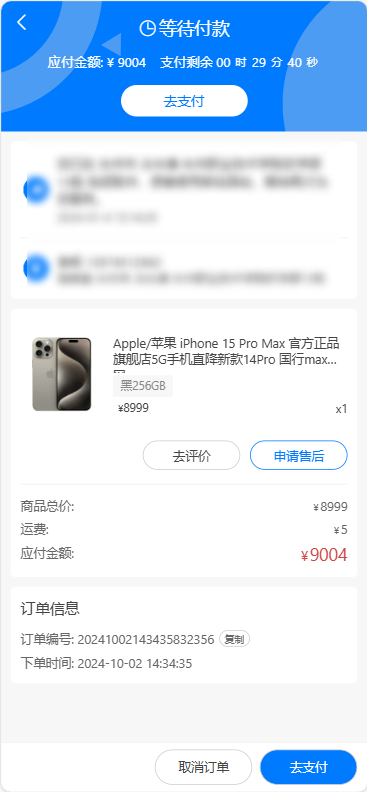 等待付款
应付金额: ¥ 9004 支付剩余 00 时 29 分 40 秒
去支付
Apple/苹果 iPhone 15 Pro Max 官方正品
旗舰店5G手机直降新款14Pro 国行max...
黑256GB
¥8999 x1
去评价 申请售后
商品总价: ¥8999
运费: ¥5
应付金额: ¥9004
订单信息
订单编号: 20241002143435832356 复制
下单时间: 2024-10-02 14:34:35
取消订单 去支付